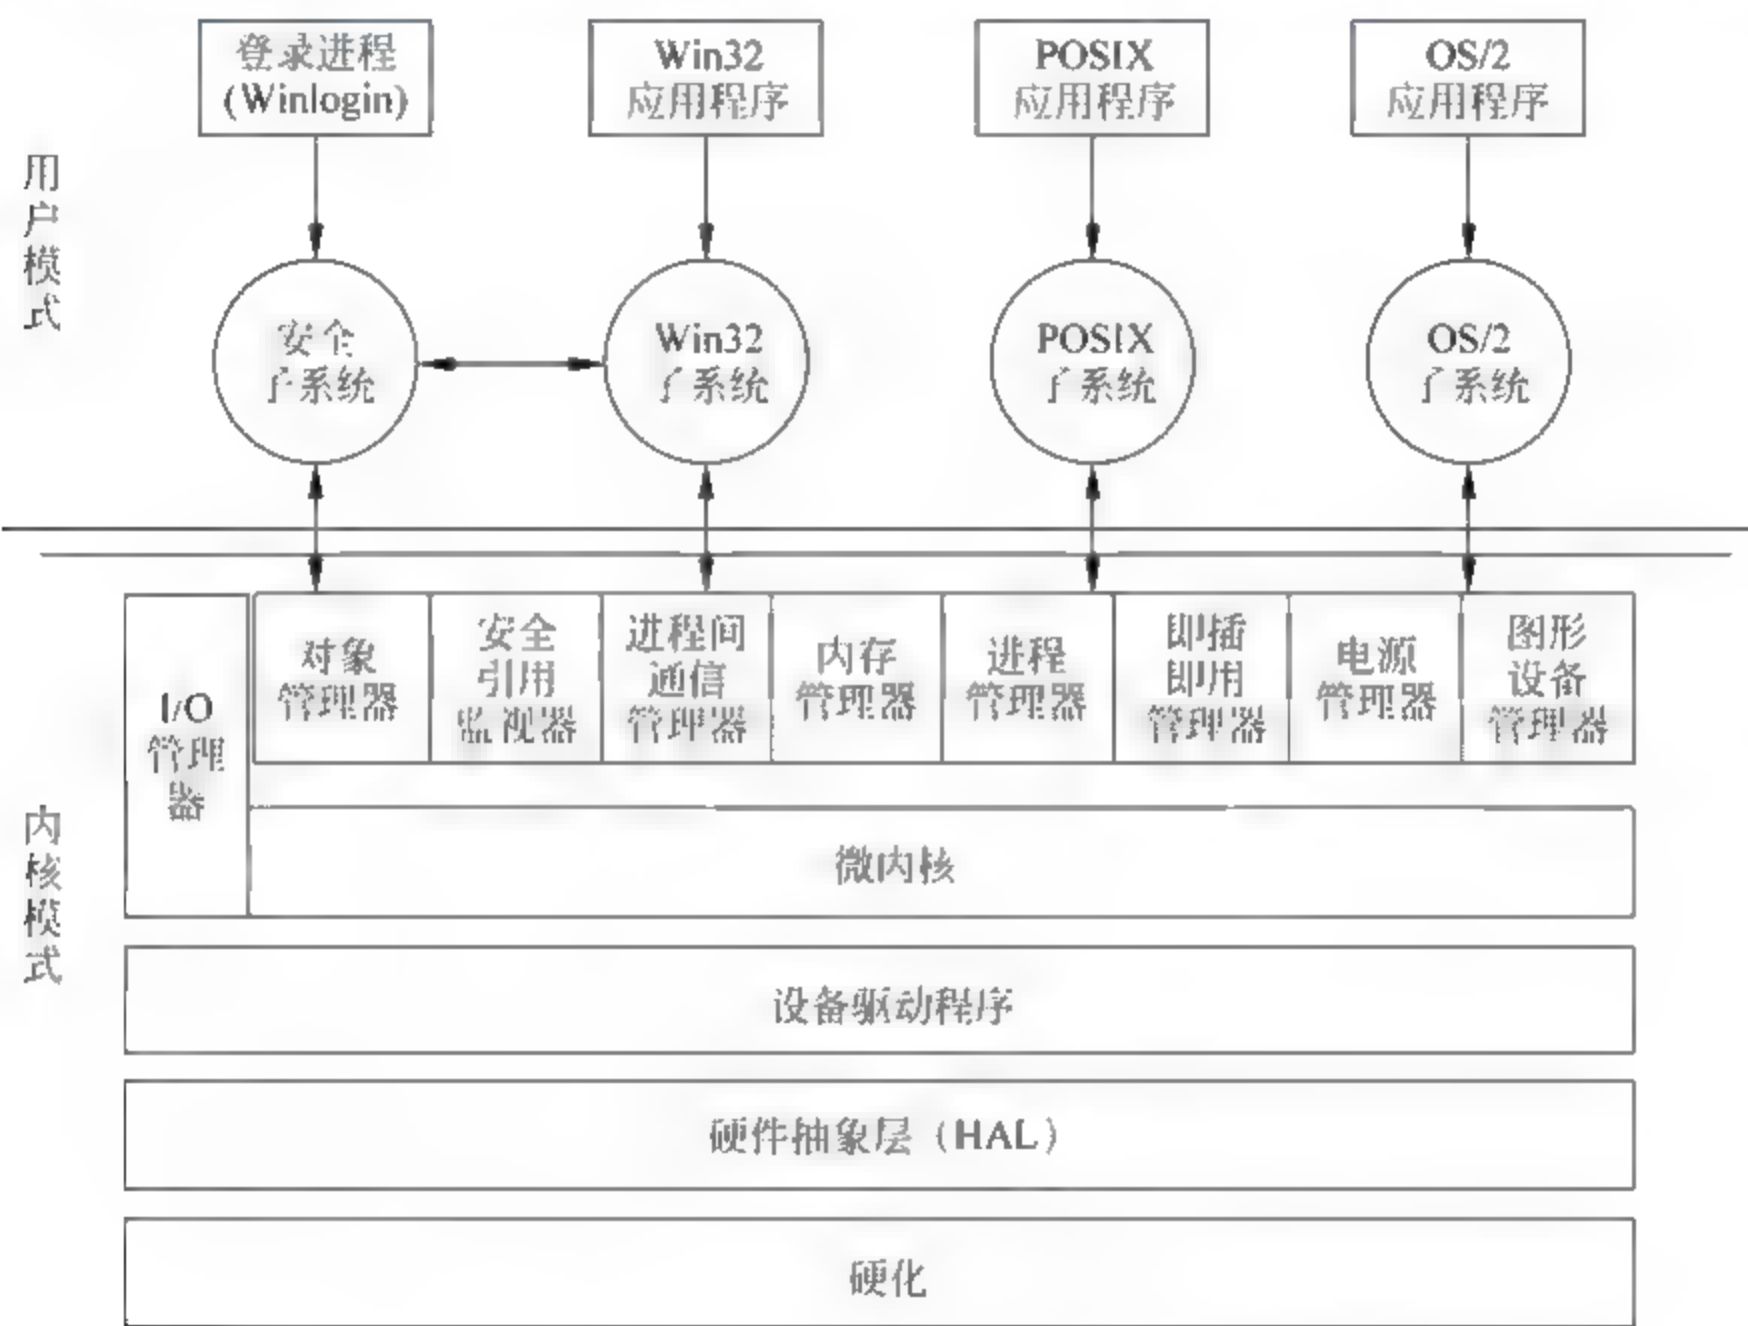 登录进程
(Winlogin)
Win32
应用程序
POSIX
应用程序
OS/2
应用程序
用户模式
安全
子系统
Win32
子系统
POSIX
子系统
OS/2
子系统
I/O
管理
器
对象
管理器
安全
引用
监视器
进程间
通信
管理器
内存
管理器
进程
管理器
即插
即用
管理器
电源
管理器
图形
设备
管理器
内核模式
微内核
设备驱动程序
硬件抽象层（HAL）
硬化